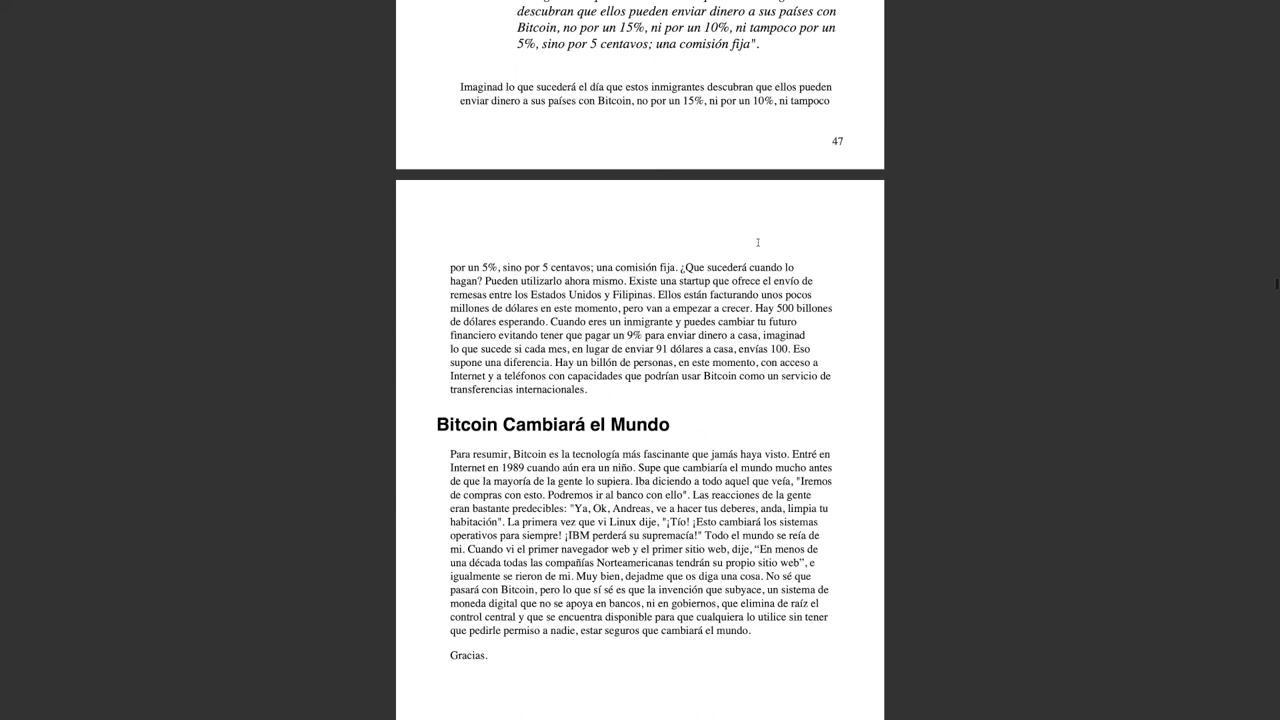 descubran que ellos pueden enviar dinero a sus países con
Bitcoin, no por un 15%, ni por un 10%, ni tampoco por un
5%, sino por 5 centavos; una comisión fija".
Imaginad lo que sucederá el día que estos inmigrantes descubran que ellos pueden
enviar dinero a sus países con Bitcoin, no por un 15%, ni por un 10%, ni tampoco
47
por un 5%, sino por 5 centavos; una comisión fija. ¿Que sucederá cuando lo
hagan? Pueden utilizarlo ahora mismo. Existe una startup que ofrece el envío de
remesas entre los Estados Unidos y Filipinas. Ellos están facturando unos pocos
millones de dólares en este momento, pero van a empezar a crecer. Hay 500 billones
de dólares esperando. Cuando eres un inmigrante y puedes cambiar tu futuro
financiero evitando tener que pagar un 9% para enviar dinero a casa, imaginad
lo que sucede si cada mes, en lugar de enviar 91 dólares a casa, envías 100. Eso
supone una diferencia. Hay un billón de personas, en este momento, con acceso a
Internet y a teléfonos con capacidades que podrían usar Bitcoin como un servicio de
transferencias internacionales.
Bitcoin Cambiará el Mundo
Para resumir, Bitcoin es la tecnología más fascinante que jamás haya visto. Entré en
Internet en 1989 cuando aún era un niño. Supe que cambiaría el mundo mucho antes
de que la mayoría de la gente lo supiera. Iba diciendo a todo aquel que veía, "Iremos
de compras con esto. Podremos ir al banco con ello". Las reacciones de la gente
eran bastante predecibles: "Ya, Ok, Andreas, ve a hacer tus deberes, anda, limpia tu
habitación". La primera vez que vi Linux dije, "¡Tío! ¡Esto cambiará los sistemas
operativos para siempre! ¡IBM perderá su supremacía!" Todo el mundo se reía de
mi. Cuando vi el primer navegador web y el primer sitio web, dije, “En menos de
una década todas las compañías Norteamericanas tendrán su propio sitio web”, e
igualmente se rieron de mi. Muy bien, dejadme que os diga una cosa. No sé que
pasará con Bitcoin, pero lo que sí sé es que la invención que subyace, un sistema de
moneda digital que no se apoya en bancos, ni en gobiernos, que elimina de raíz el
control central y que se encuentra disponible para que cualquiera lo utilice sin tener
que pedirle permiso a nadie, estar seguros que cambiará el mundo.
Gracias.